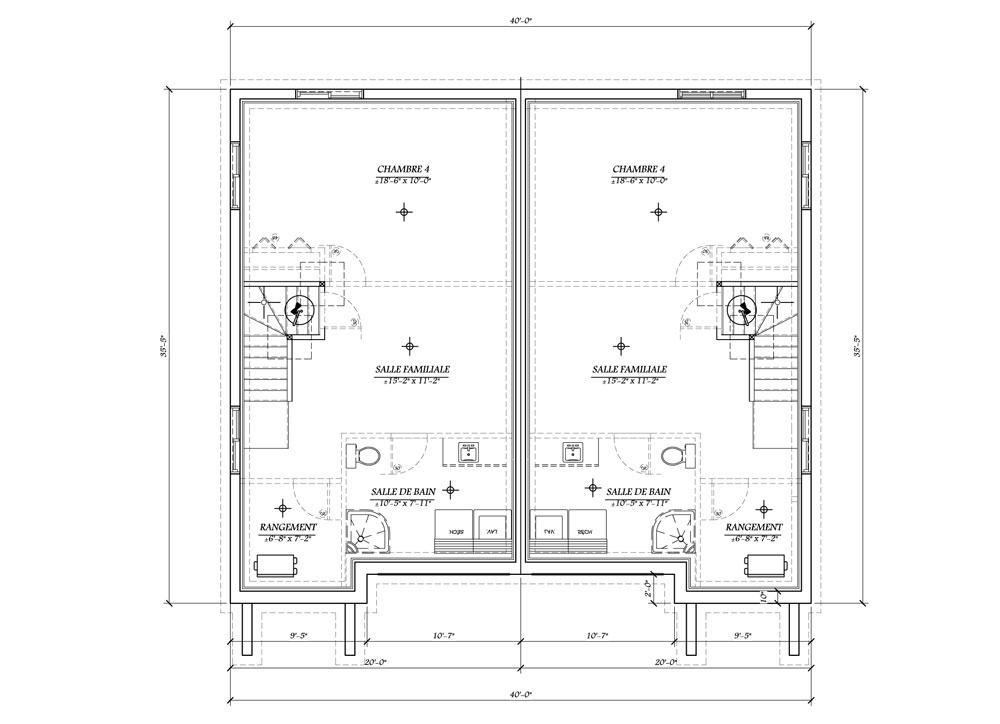 40'-0"
CHAMBRE 4
±18'-6" x 10'-0"
CHAMBRE 4
±18'-6" x 10'-0"
35'-5"
35'-5"
SALLE FAMILIALE
±15'-2" x 11'-2"
SALLE FAMILIALE
±15'-2" x 11'-2"
SALLE DE BAIN
±10'-5" x 7'-11"
SALLE DE BAIN
±10'-5" x 7'-11"
RANGEMENT
±6'-8" x 7'-2"
RANGEMENT
±6'-8" x 7'-2"
SÉCH.
LAV.
LAV.
SÉCH.
2'-0"
10"
9'-5"
10'-7"
10'-7"
9'-5"
20'-0"
20'-0"
40'-0"